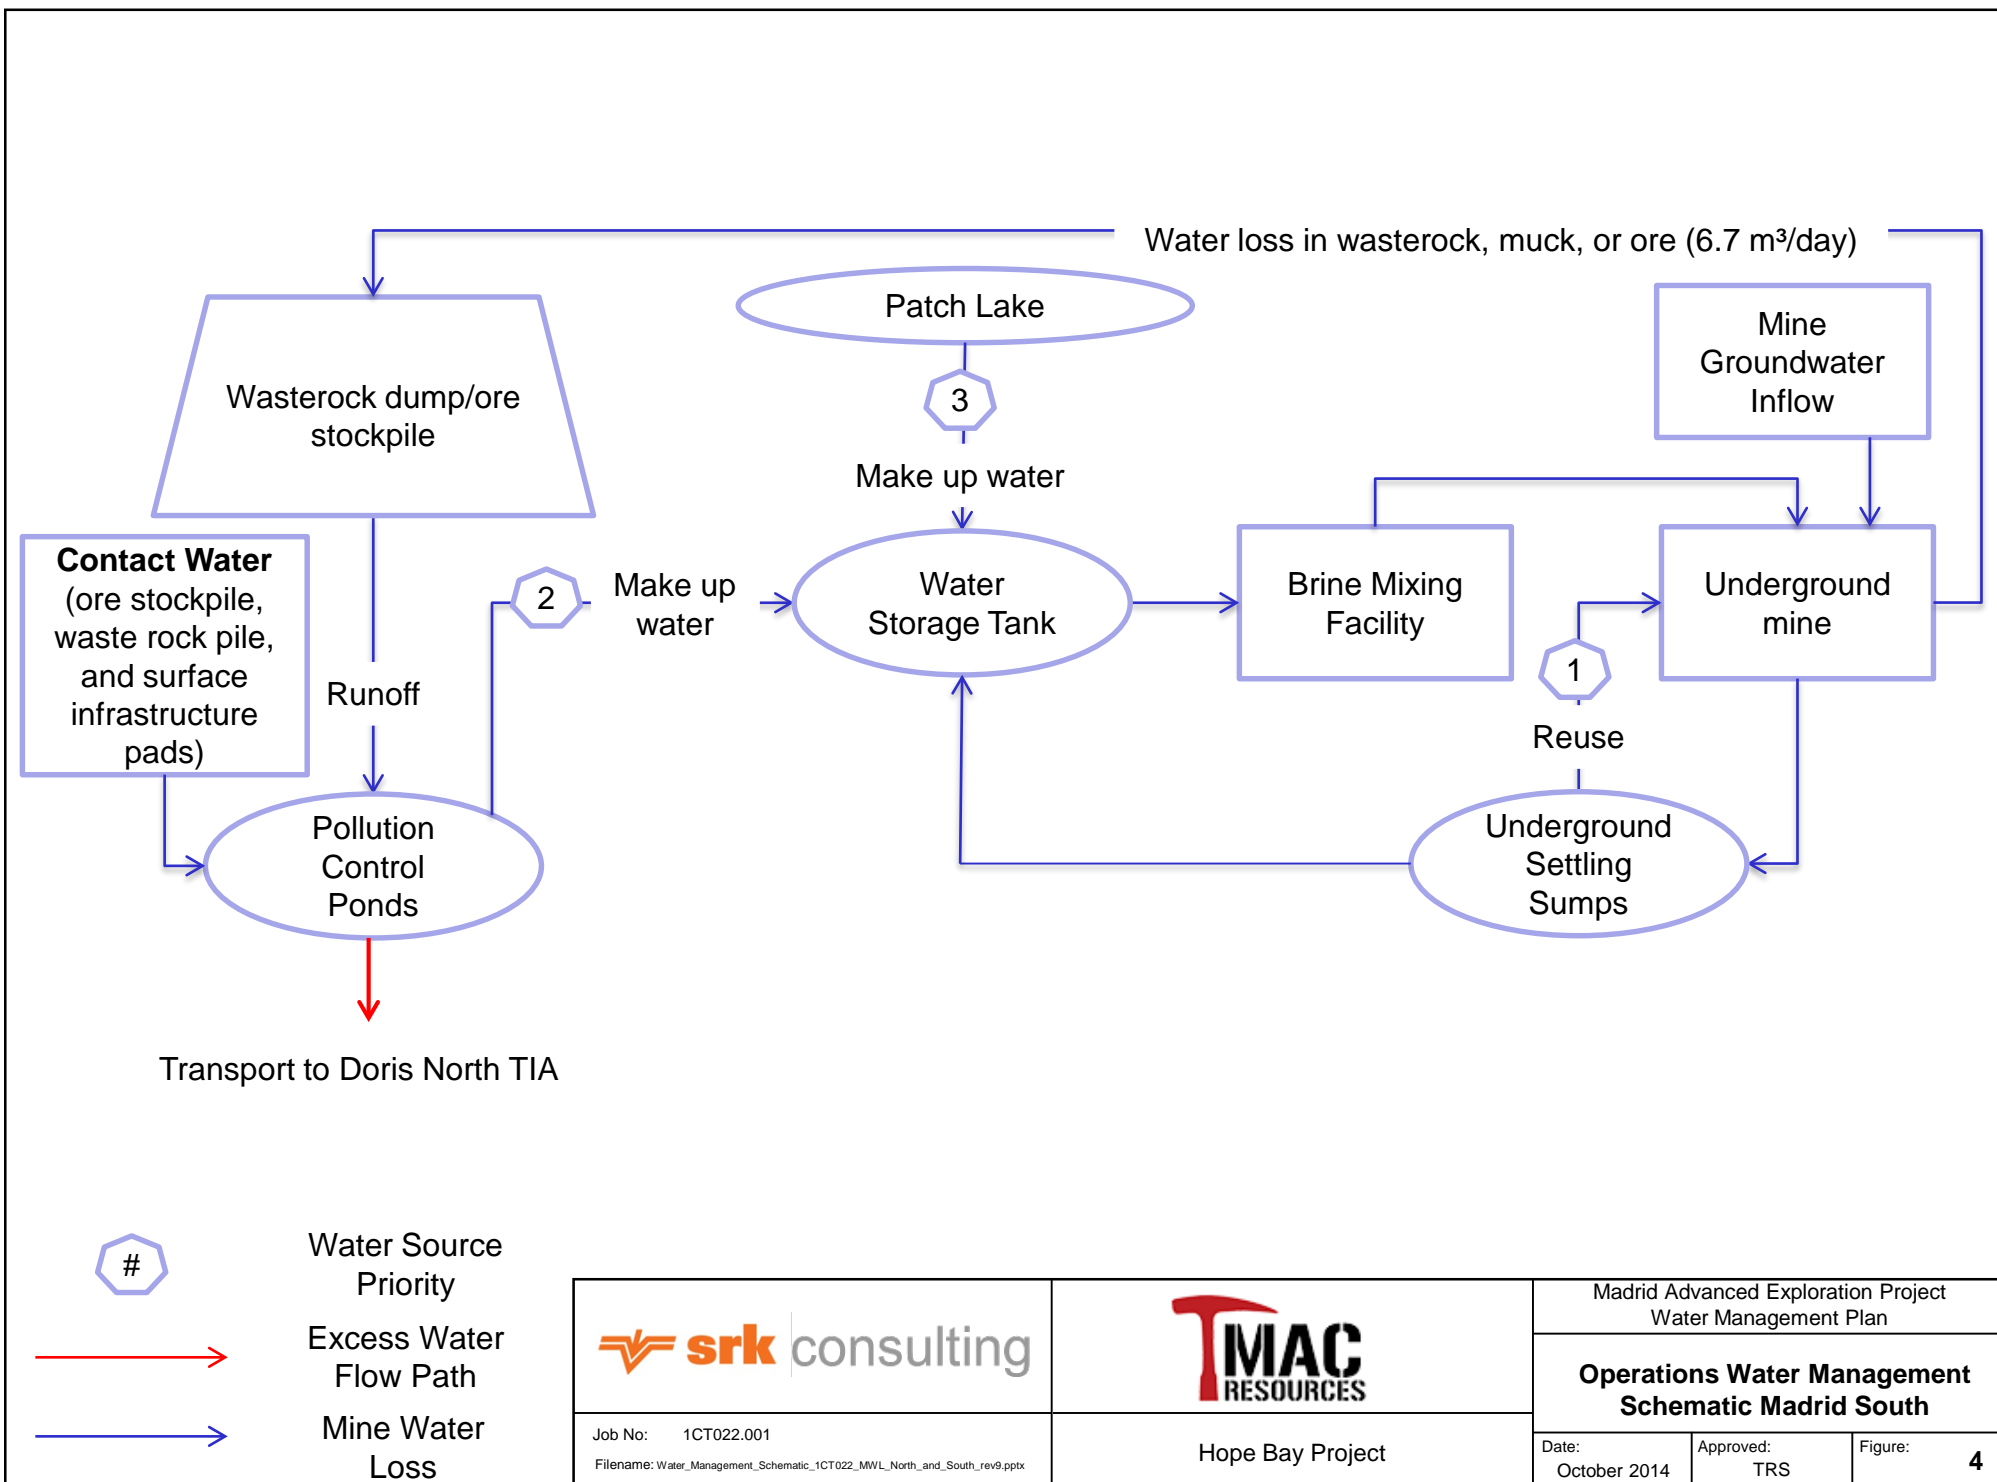 Water loss in wasterock, muck, or ore (6.7 m³/day)
Patch Lake
Mine
Groundwater
Inflow
Wasterock dump/ore
stockpile
3
Make up water
Contact Water
(ore stockpile,
waste rock pile,
and surface
infrastructure
pads)
Runoff
2
Make up
water
Water
Storage Tank
Brine Mixing
Facility
Underground
mine
1
Reuse
Pollution
Control
Ponds
Underground
Settling
Sumps
Transport to Doris North TIA
#
Water Source
Priority
Excess Water
Flow Path
Mine Water
Loss
srk consulting
TMAC
RESOURCES
Job No: 1CT022.001
Filename: Water_Management_Schematic_1CT022_MWL_North_and_South_rev9.pptx
Hope Bay Project
Madrid Advanced Exploration Project
Water Management Plan
Operations Water Management
Schematic Madrid South
Date:
October 2014
Approved:
TRS
Figure:
4